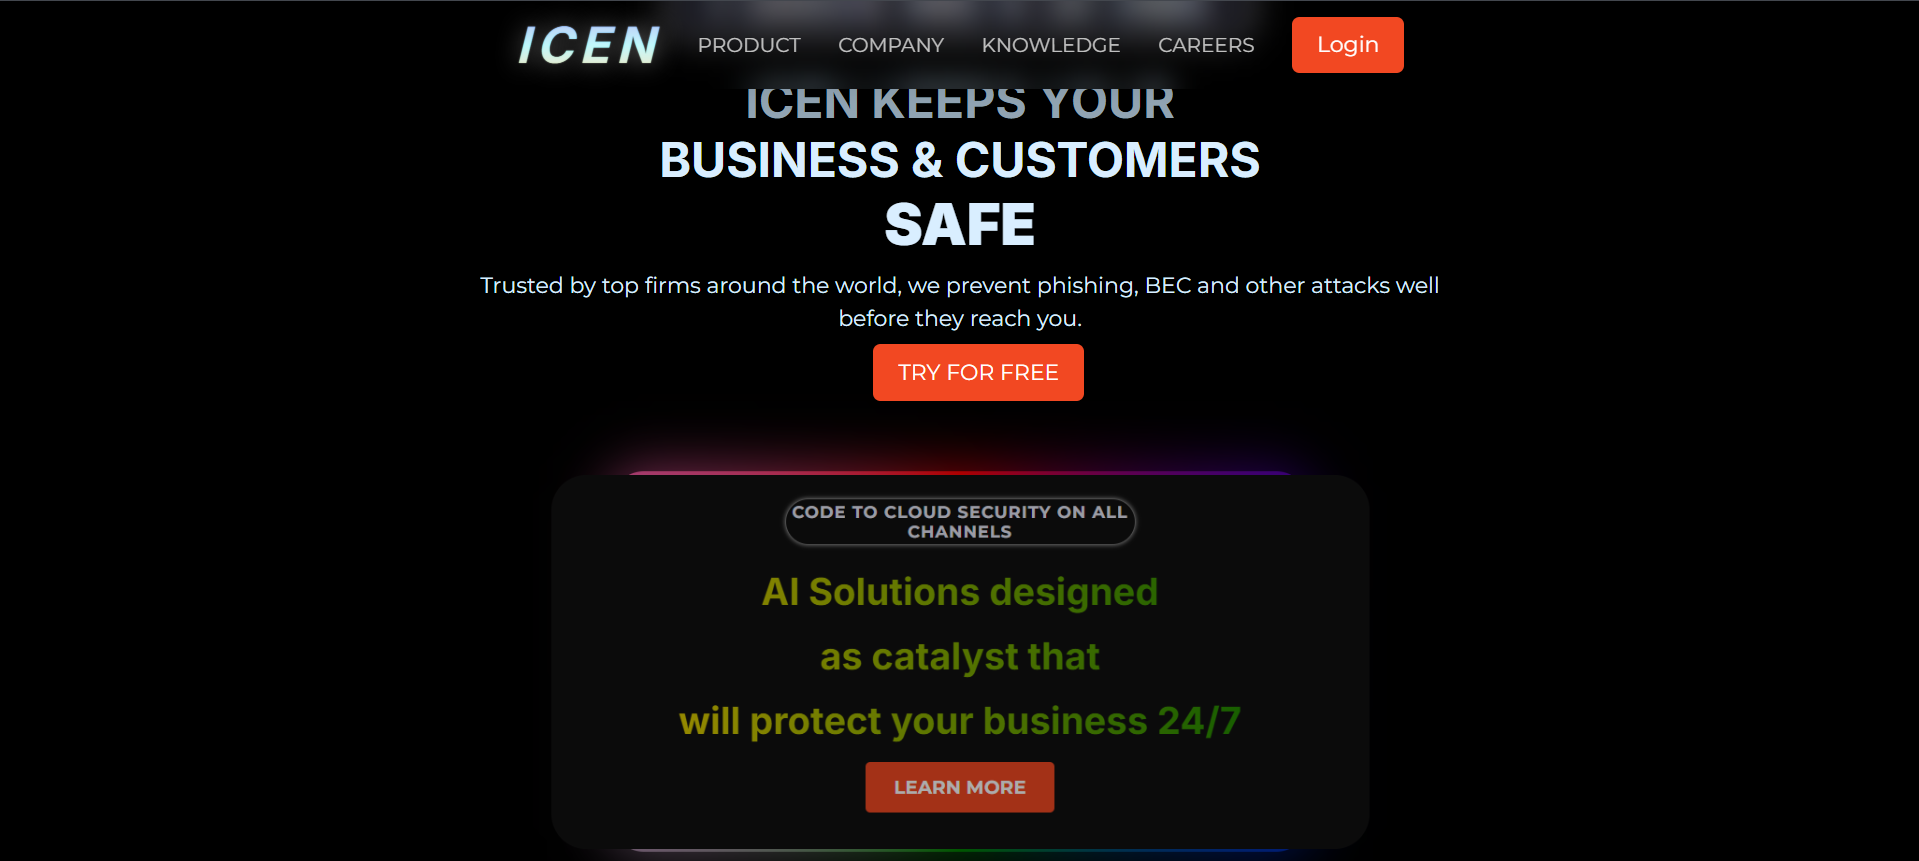 ICEN PRODUCT COMPANY KNOWLEDGE CAREERS Login
ICEN KEEPS YOUR
BUSINESS & CUSTOMERS
SAFE
Trusted by top firms around the world, we prevent phishing, BEC and other attacks well
before they reach you.
TRY FOR FREE
CODE TO CLOUD SECURITY ON ALL
CHANNELS
AI Solutions designed
as catalyst that
will protect your business 24/7
LEARN MORE